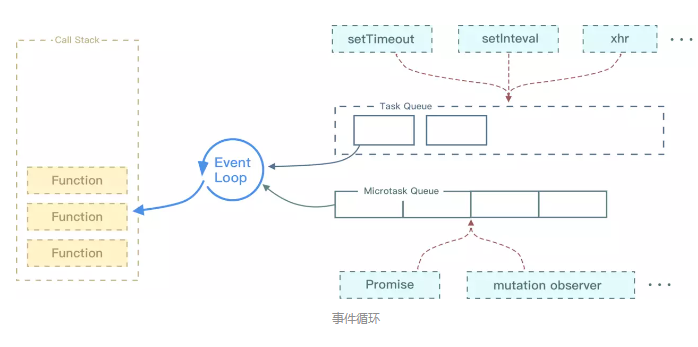 Call Stack
setTimeout
setInteval
xhr
• • •
Task Queue
Event
Loop
Function
Function
Function
Microtask Queue
Promise
mutation observer
• • •
事件循环